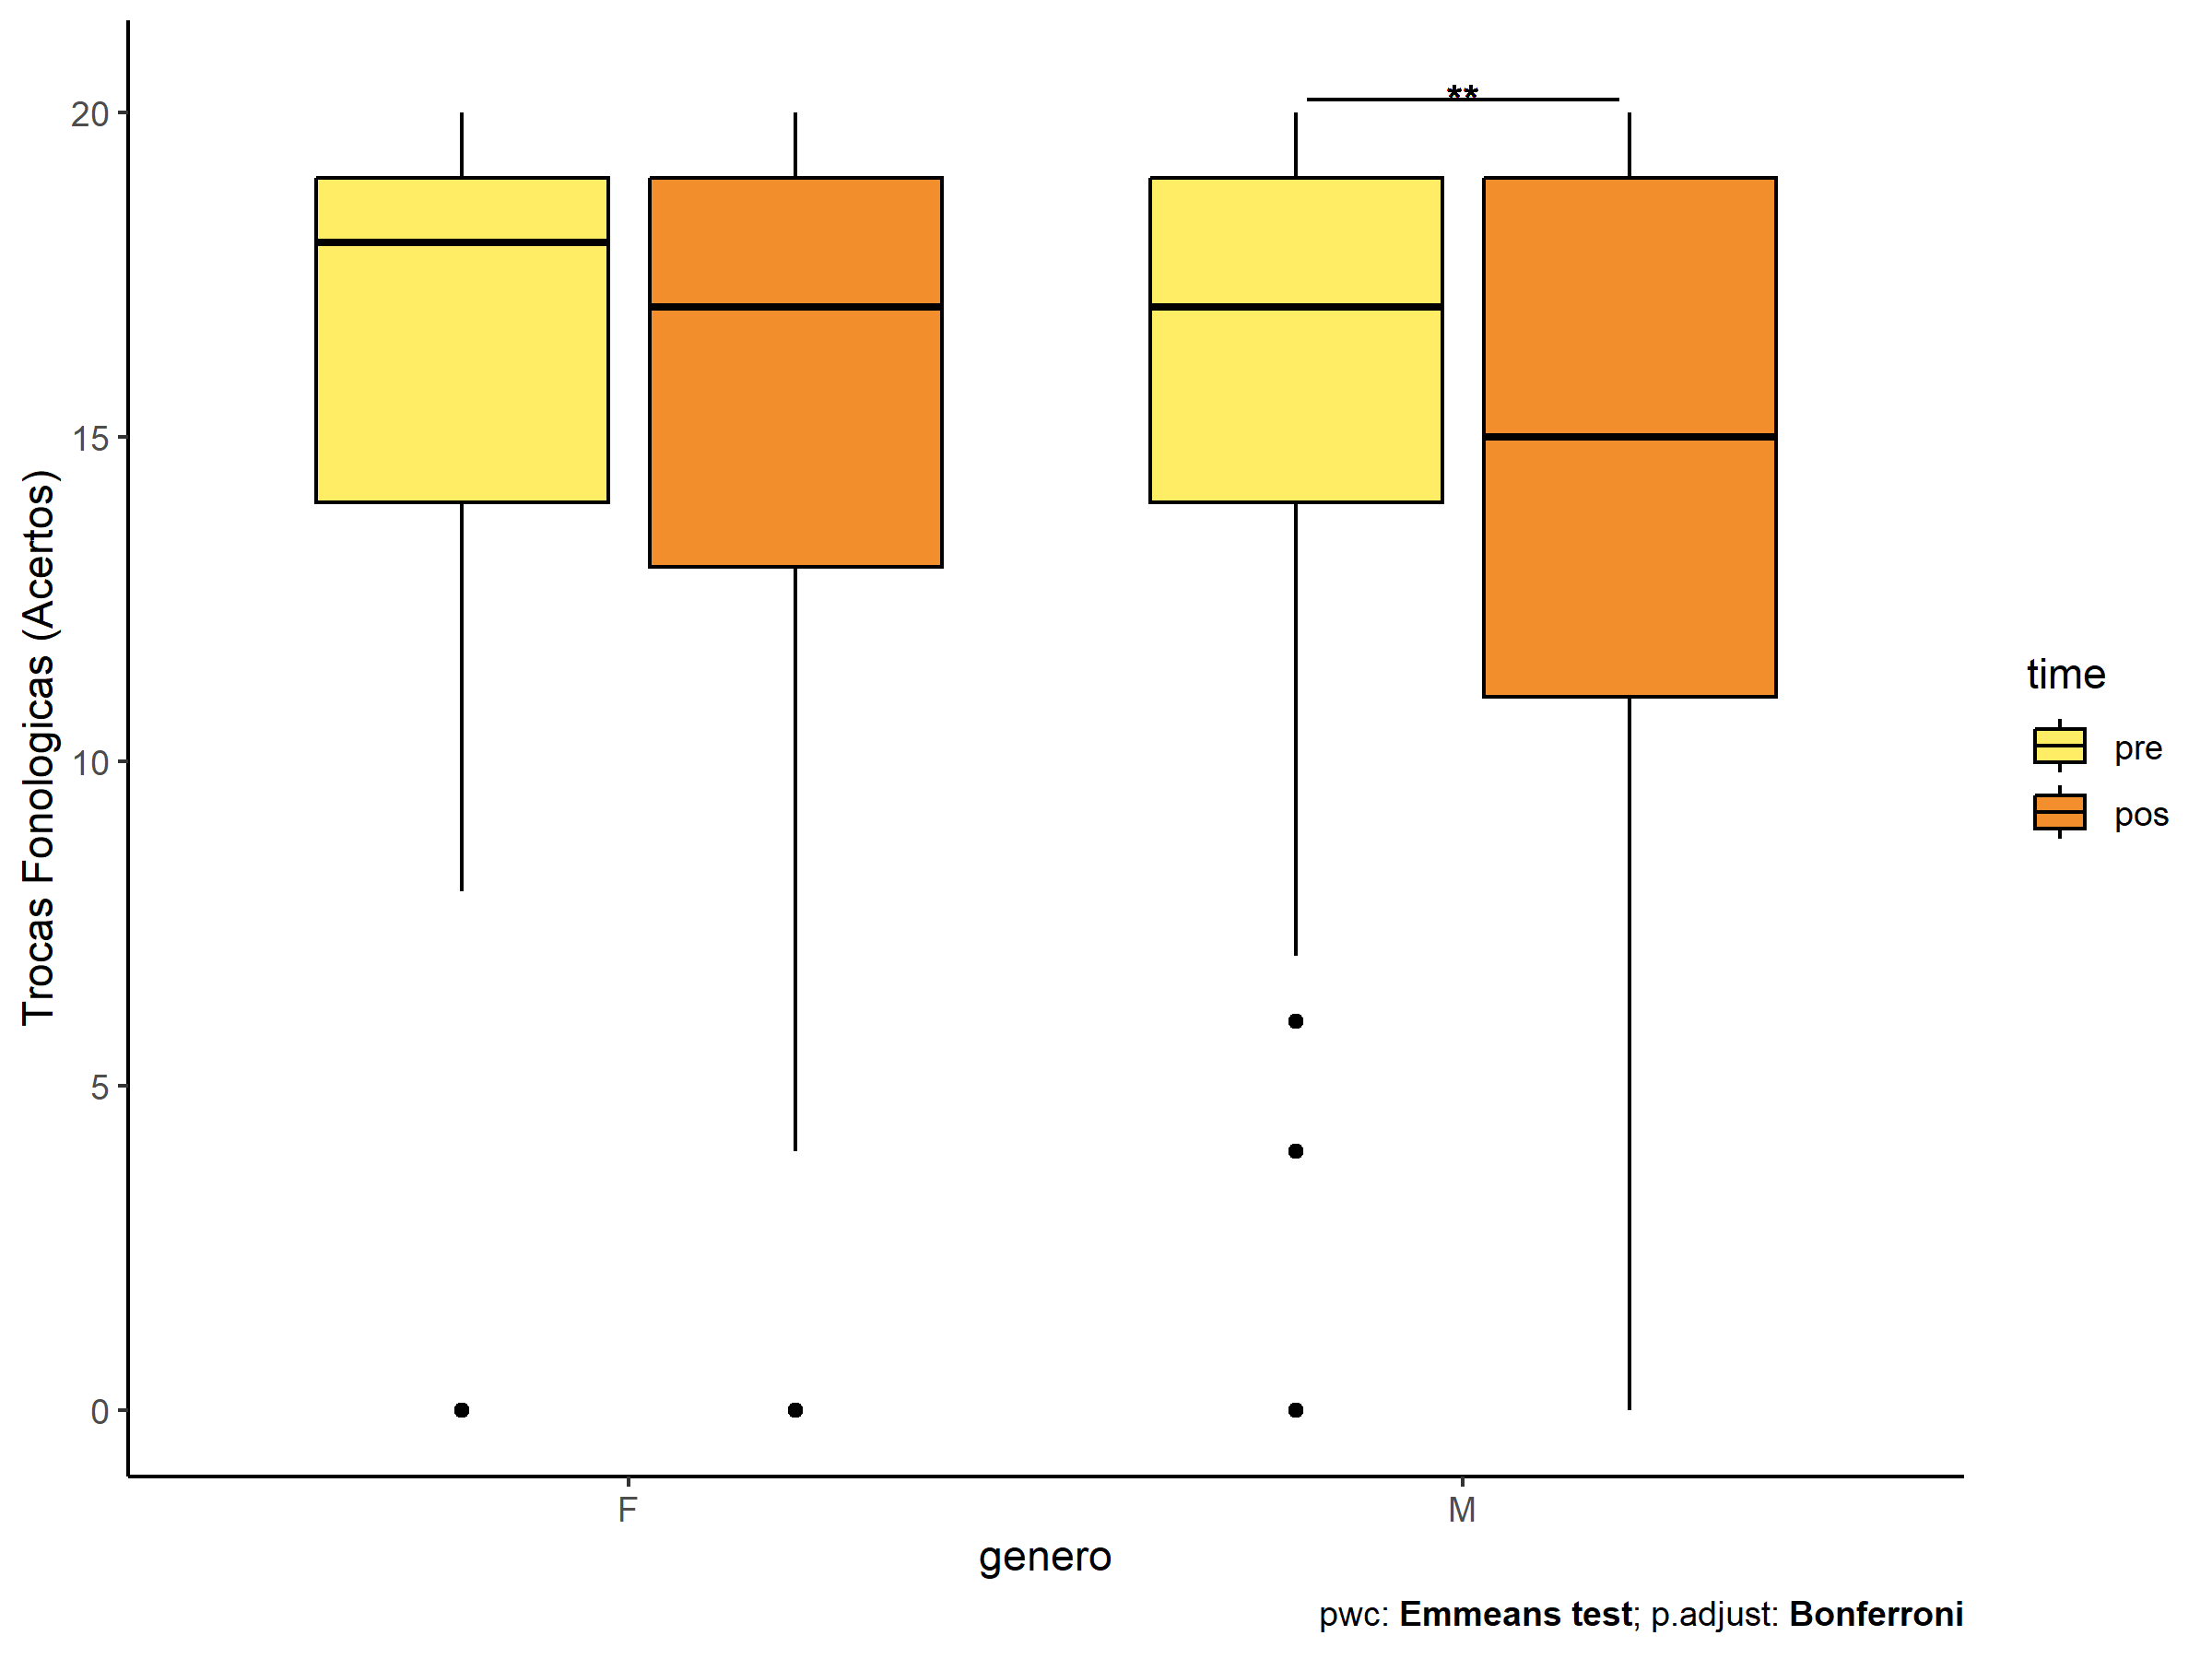 **
20
15
10
5
0
Trocas Fonologicas (Acertos)
F
M
genero
time
pre
pos
pwc: Emmeans test; p.adjust: Bonferroni